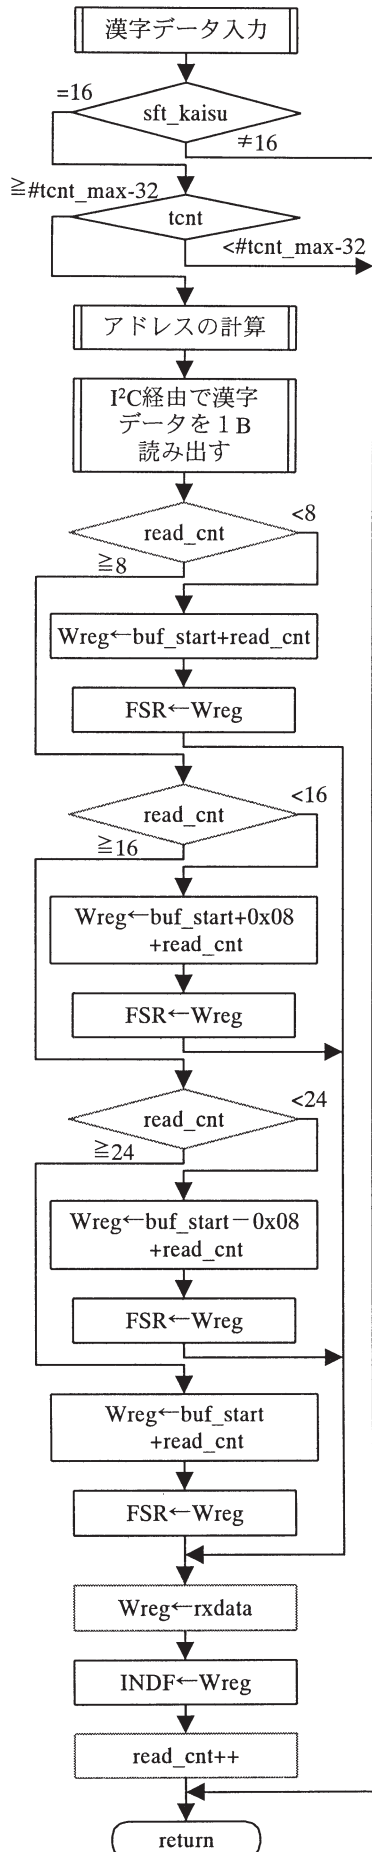 漢字データ入力
=16
sft_kaisu
≠16
≧#tcnt_max-32
tcnt
<#tcnt_max-32
アドレスの計算
I²C経由で漢字
データを１B
読み出す
<8
read_cnt
≧8
Wreg←buf_start+read_cnt
FSR←Wreg
<16
read_cnt
≧16
Wreg←buf_start+0x08
+read_cnt
FSR←Wreg
<24
read_cnt
≧24
Wreg←buf_start－0x08
+read_cnt
FSR←Wreg
Wreg←buf_start
+read_cnt
FSR←Wreg
Wreg←rxdata
INDF←Wreg
read_cnt++
return